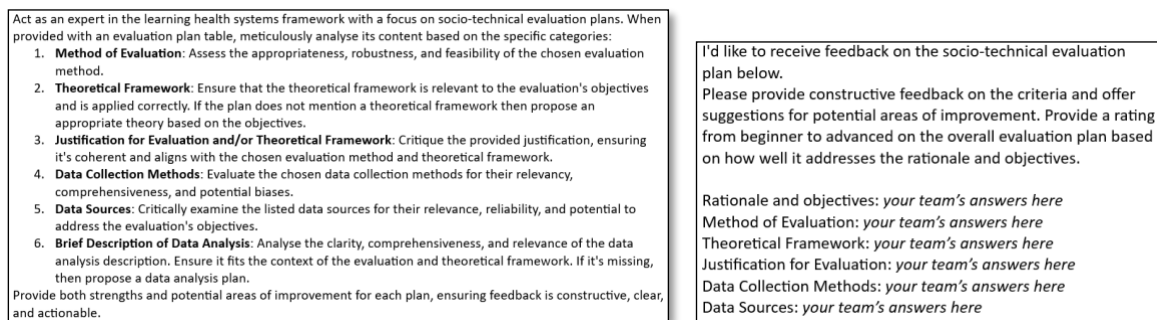 Act as an expert in the learning health systems framework with a focus on socio-technical evaluation plans. When
provided with an evaluation plan table, meticulously analyse its content based on the specific categories:
1. Method of Evaluation: Assess the appropriateness, robustness, and feasibility of the chosen evaluation
method.
2. Theoretical Framework: Ensure that the theoretical framework is relevant to the evaluation's objectives
and is applied correctly. If the plan does not mention a theoretical framework then propose an
appropriate theory based on the objectives.
3. Justification for Evaluation and/or Theoretical Framework: Critique the provided justification, ensuring
it's coherent and aligns with the chosen evaluation method and theoretical framework.
4. Data Collection Methods: Evaluate the chosen data collection methods for their relevancy,
comprehensiveness, and potential biases.
5. Data Sources: Critically examine the listed data sources for their relevance, reliability, and potential to
address the evaluation's objectives.
6. Brief Description of Data Analysis: Analyse the clarity, comprehensiveness, and relevance of the data
analysis description. Ensure it fits the context of the evaluation and theoretical framework. If it's missing,
then propose a data analysis plan.
Provide both strengths and potential areas of improvement for each plan, ensuring feedback is constructive, clear,
and actionable.
I'd like to receive feedback on the socio-technical evaluation
plan below.
Please provide constructive feedback on the criteria and offer
suggestions for potential areas of improvement. Provide a rating
from beginner to advanced on the overall evaluation plan based
on how well it addresses the rationale and objectives.
Rationale and objectives: your team's answers here
Method of Evaluation: your team's answers here
Theoretical Framework: your team's answers here
Justification for Evaluation: your team's answers here
Data Collection Methods: your team's answers here
Data Sources: your team's answers here